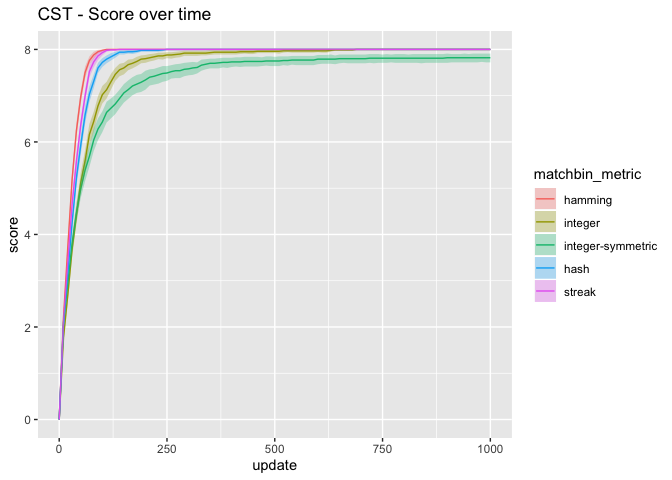 CST - Score over time
8
6
4
2
0
score
0 250 500 750 1000
update
matchbin_metric
hamming
integer
integer-symmetric
hash
streak